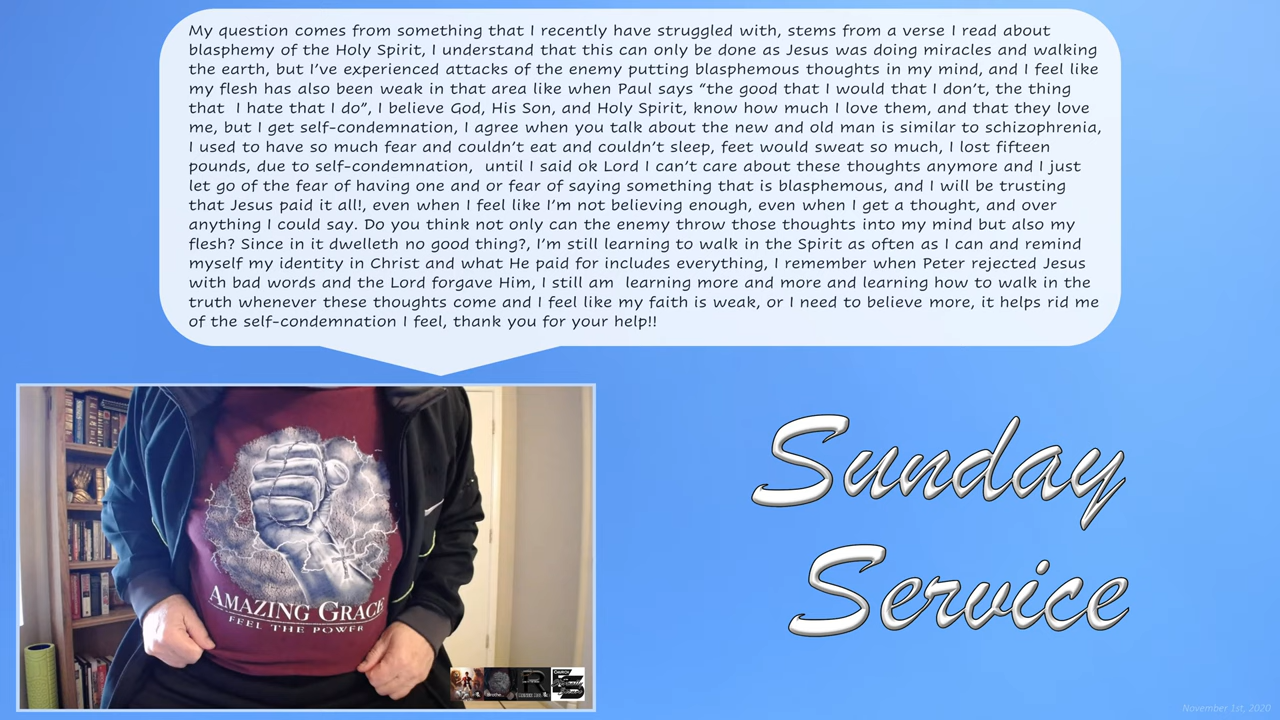 My question comes from something that I recently have struggled with, stems from a verse I read about
blasphemy of the Holy Spirit, I understand that this can only be done as Jesus was doing miracles and walking
the earth, but I've experienced attacks of the enemy putting blasphemous thoughts in my mind, and I feel like
my flesh has also been weak in that area like when Paul says "the good that I would that I don't, the thing
that  I hate that I do", I believe God, His Son, and Holy Spirit, know how much I love them, and that they love
me, but I get self-condemnation, I agree when you talk about the new and old man is similar to schizophrenia,
I used to have so much fear and couldn't eat and couldn't sleep, feet would sweat so much, I lost fifteen
pounds, due to self-condemnation,  until I said ok Lord I can't care about these thoughts anymore and I just
let go of the fear of having one and or fear of saying something that is blasphemous, and I will be trusting
that Jesus paid it all!, even when I feel like I'm not believing enough, even when I get a thought, and over
anything I could say. Do you think not only can the enemy throw those thoughts into my mind but also my
flesh? Since in it dwelleth no good thing?, I'm still learning to walk in the Spirit as often as I can and remind
myself my identity in Christ and what He paid for includes everything, I remember when Peter rejected Jesus
with bad words and the Lord forgave Him, I still am  learning more and more and learning how to walk in the
truth whenever these thoughts come and I feel like my faith is weak, or I need to believe more, it helps rid me
of the self-condemnation I feel, thank you for your help!!
AMAZING GRACE
FEEL THE POWER
Sunday
Service
November 1st, 2020